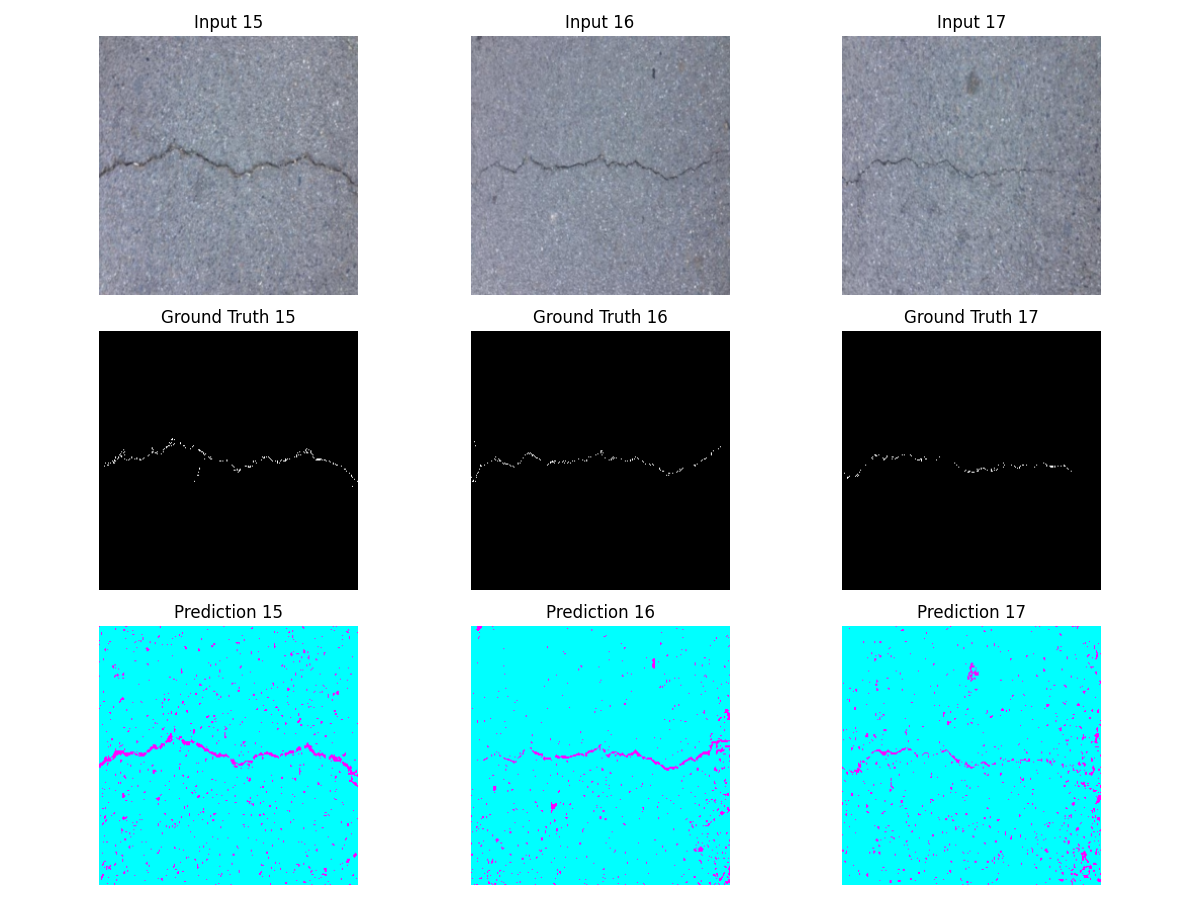 Input 15
Input 16
Input 17
Ground Truth 15
Ground Truth 16
Ground Truth 17
Prediction 15
Prediction 16
Prediction 17